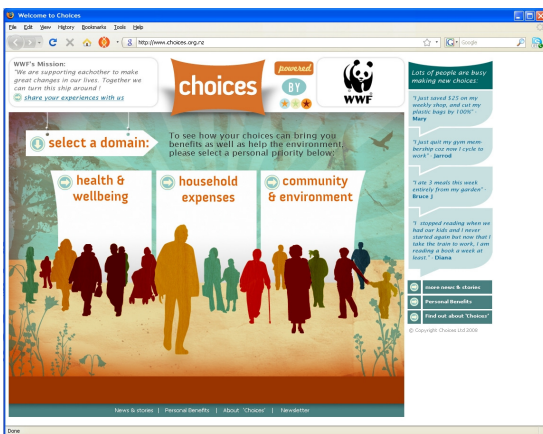 Welcome to Choices
File Edit View History Bookmarks Tools Help
http://www.choices.org.nz
Google
WWF's Mission:
"We are supporting eachother to make
great changes in our lives. Together we
can turn this ship around !
share your experiences with us
choices
powered
BY
WWF
select a domain:
To see how your choices can bring you
benefits as well as help the environment,
please select a personal priority below:
health &
wellbeing
household
expenses
community
& environment
Lots of people are busy
making new choices:
"I just saved $25 on my
weekly shop, and cut my
plastic bags by 100%" -
Mary
"I just quit my gym mem-
bership coz now I cycle to
work" - Jarrod
"I ate 3 meals this week
entirely from my garden" -
Bruce J
"I stopped reading when we
had our kids and I never
started again but now that I
take the train to work, I am
reading a book a week at
least." - Diana
more news & stories
Personal Benefits
Find out about 'Choices'
© Copyright Choices Ltd 2008
News & stories | Personal Benefits | About 'Choices' | Newsletter
Done